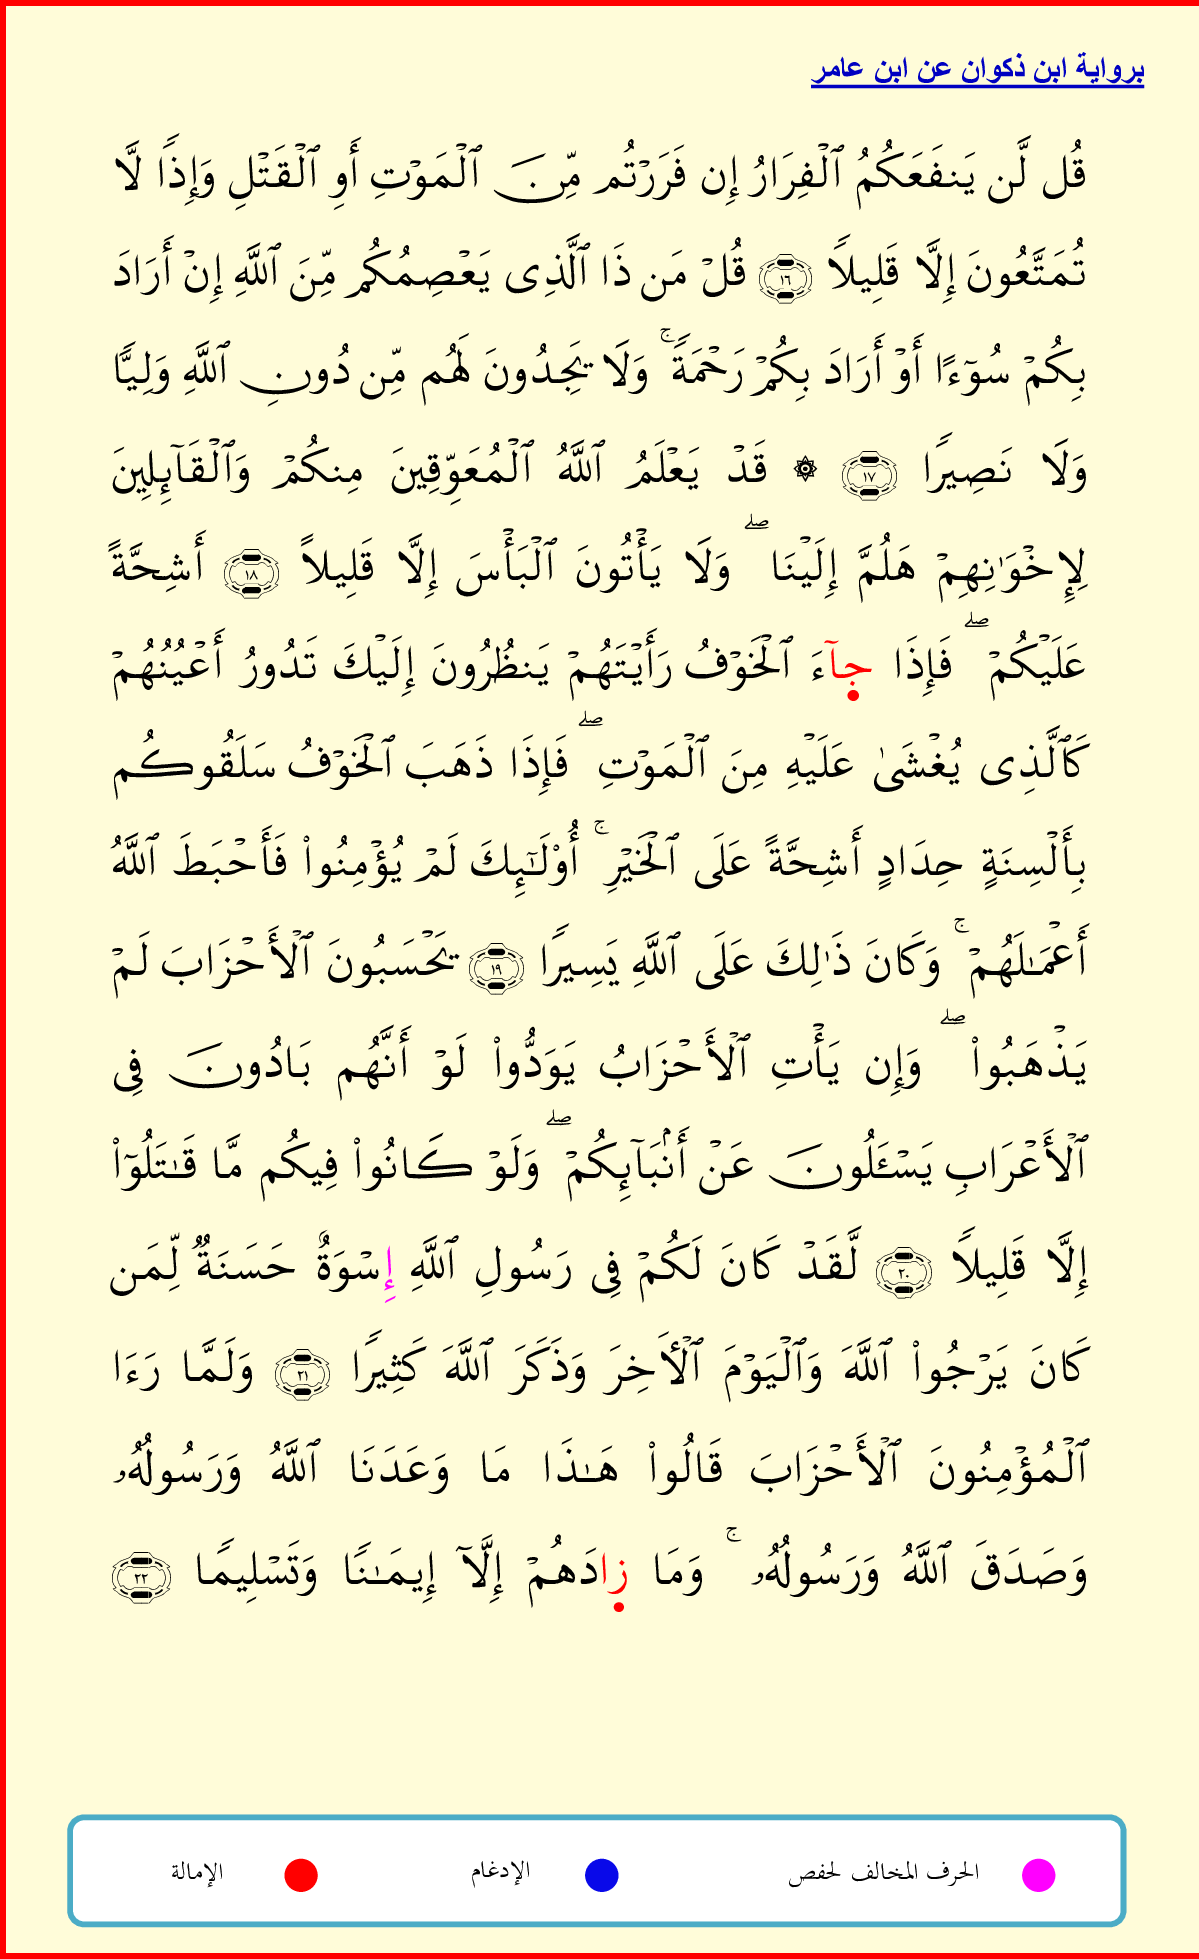 برواية ابن ذكوان عن ابن عامر
قُل لَّن يَنفَعَكُمُ ٱلۡفِرَارُ إِن فَرَرۡتُم مِّنَ ٱلۡمَوۡتِ أَوِ ٱلۡقَتۡلِ وَإِذٗا لَّا
تُمَتَّعُونَ إِلَّا قَلِيلٗا ١٦ قُلۡ مَن ذَا ٱلَّذِي يَعۡصِمُكُم مِّنَ ٱللَّهِ إِنۡ أَرَادَ
بِكُمۡ سُوٓءًا أَوۡ أَرَادَ بِكُمۡ رَحۡمَةٗۚ وَلَا يَجِدُونَ لَهُم مِّن دُونِ ٱللَّهِ وَلِيّٗا
وَلَا نَصِيرٗا ١٧ ۞ قَدۡ يَعۡلَمُ ٱللَّهُ ٱلۡمُعَوِّقِينَ مِنكُمۡ وَٱلۡقَآئِلِينَ
لِإِخۡوَٰنِهِمۡ هَلُمَّ إِلَيۡنَاۖ وَلَا يَأۡتُونَ ٱلۡبَأۡسَ إِلَّا قَلِيلًا ١٨ أَشِحَّةً
عَلَيۡكُمۡۖ فَإِذَا جآءَ ٱلۡخَوۡفُ رَأَيۡتَهُمۡ يَنظُرُونَ إِلَيۡكَ تَدُورُ أَعۡيُنُهُمۡ
كَٱلَّذِي يُغۡشَىٰ عَلَيۡهِ مِنَ ٱلۡمَوۡتِۖ فَإِذَا ذَهَبَ ٱلۡخَوۡفُ سَلَقُوكُم
بِأَلۡسِنَةٍ حِدَادٍ أَشِحَّةً عَلَى ٱلۡخَيۡرِۚ أُوْلَٰٓئِكَ لَمۡ يُؤۡمِنُواْ فَأَحۡبَطَ ٱللَّهُ
أَعۡمَٰلَهُمۡۚ وَكَانَ ذَٰلِكَ عَلَى ٱللَّهِ يَسِيرٗا ١٩ يَحۡسَبُونَ ٱلۡأَحۡزَابَ لَمۡ
يَذۡهَبُواْۖ وَإِن يَأۡتِ ٱلۡأَحۡزَابُ يَوَدُّواْ لَوۡ أَنَّهُم بَادُونَ فِي
ٱلۡأَعۡرَابِ يَسۡـَٔلُونَ عَنۡ أَنۢبَآئِكُمۡۖ وَلَوۡ كَانُواْ فِيكُم مَّا قَٰتَلُوٓاْ
إِلَّا قَلِيلٗا ٢٠ لَّقَدۡ كَانَ لَكُمۡ فِي رَسُولِ ٱللَّهِ إِسۡوَةٌ حَسَنَةٞ لِّمَن
كَانَ يَرۡجُواْ ٱللَّهَ وَٱلۡيَوۡمَ ٱلۡأٓخِرَ وَذَكَرَ ٱللَّهَ كَثِيرٗا ٢١ وَلَمَّا رَءَا
ٱلۡمُؤۡمِنُونَ ٱلۡأَحۡزَابَ قَالُواْ هَٰذَا مَا وَعَدَنَا ٱللَّهُ وَرَسُولُهُۥ
وَصَدَقَ ٱللَّهُ وَرَسُولُهُۥۚ وَمَا زادَهُمۡ إِلَّآ إِيمَٰنٗا وَتَسۡلِيمٗا ٢٢
الحرف المخالف لحفص الإدغام الإمالة